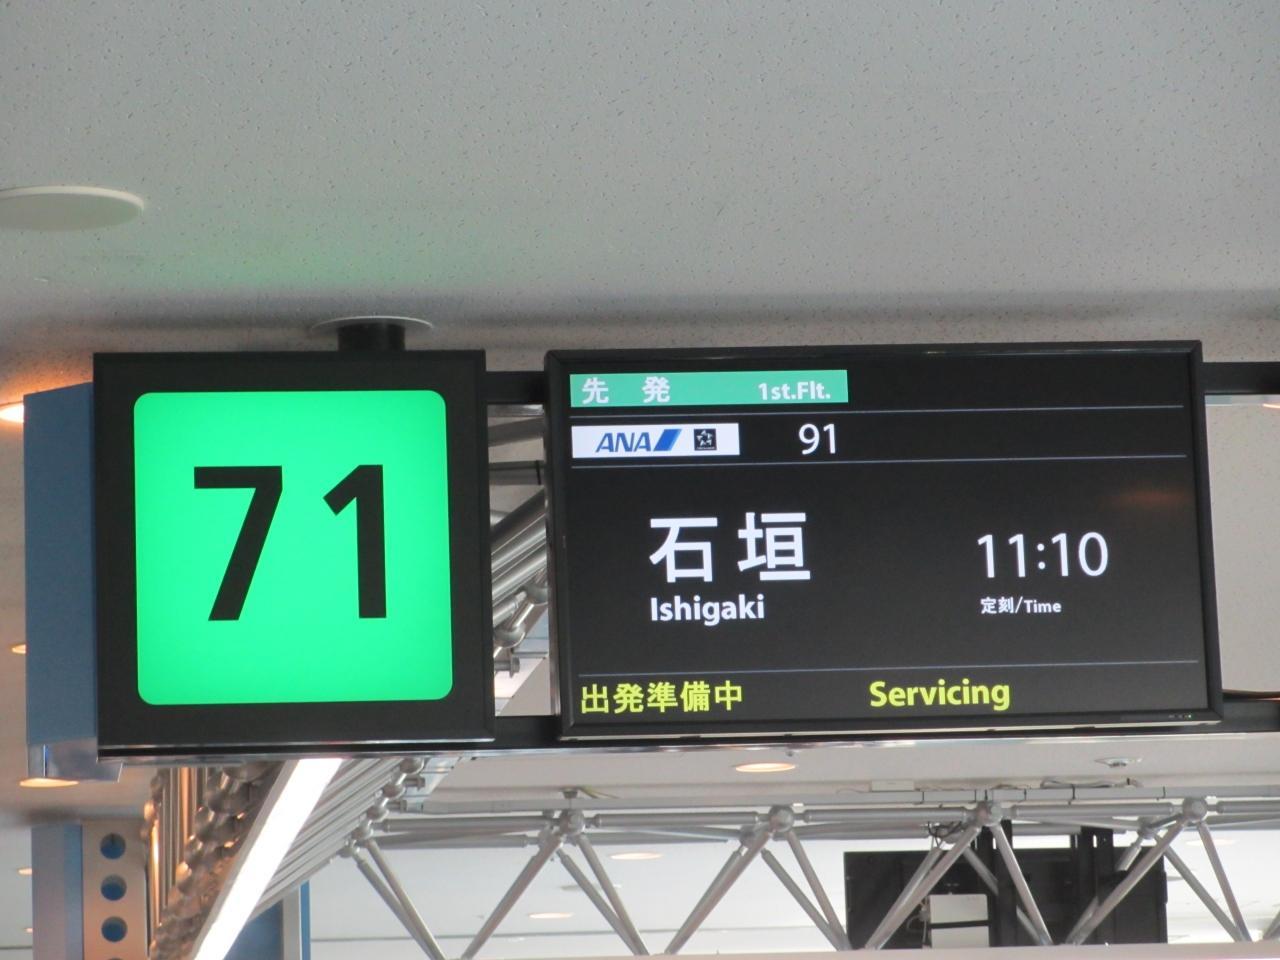 71
先 発 1st.Flt.
ANA 91
石垣 11:10
Ishigaki 定刻/Time
出発準備中 Servicing